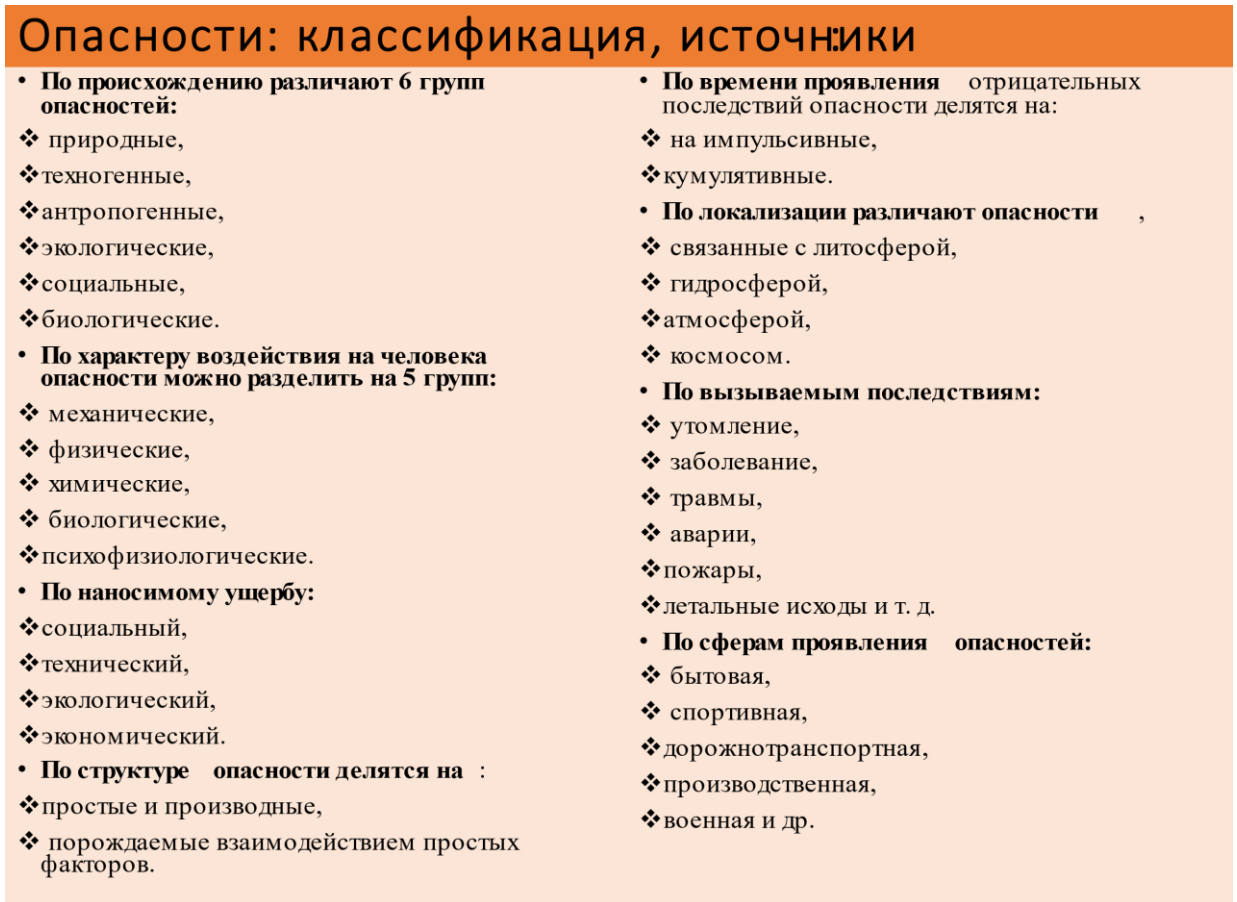 Опасности: классификация, источники:
• По происхождению различают 6 групп
опасностей:
❖ природные,
❖техногенные,
❖антропогенные,
❖экологические,
❖социальные,
❖биологические.
• По характеру воздействия на человека
опасности можно разделить на 5 групп:
❖ механические,
❖ физические,
❖ химические,
❖ биологические,
❖психофизиологические.
• По наносимому ущербу:
❖социальный,
❖технический,
❖экологический,
❖экономический.
• По структуре опасности делятся на :
❖простые и производные,
❖ порождаемые взаимодействием простых
факторов.
• По времени проявления отрицательных
последствий опасности делятся на:
❖ на импульсивные,
❖кумулятивные.
• По локализации различают опасности ,
❖ связанные с литосферой,
❖ гидросферой,
❖атмосферой,
❖ космосом.
• По вызываемым последствиям:
❖ утомление,
❖ заболевание,
❖ травмы,
❖ аварии,
❖пожары,
❖летальные исходы и т. д.
• По сферам проявления опасностей:
❖ бытовая,
❖ спортивная,
❖дорожнотранспортная,
❖производственная,
❖военная и др.